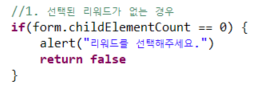 //1. 선택된 리워드가 없는 경우
if(form.childElementCount == 0) {
    alert("리워드를 선택해주세요.")
    return false
}